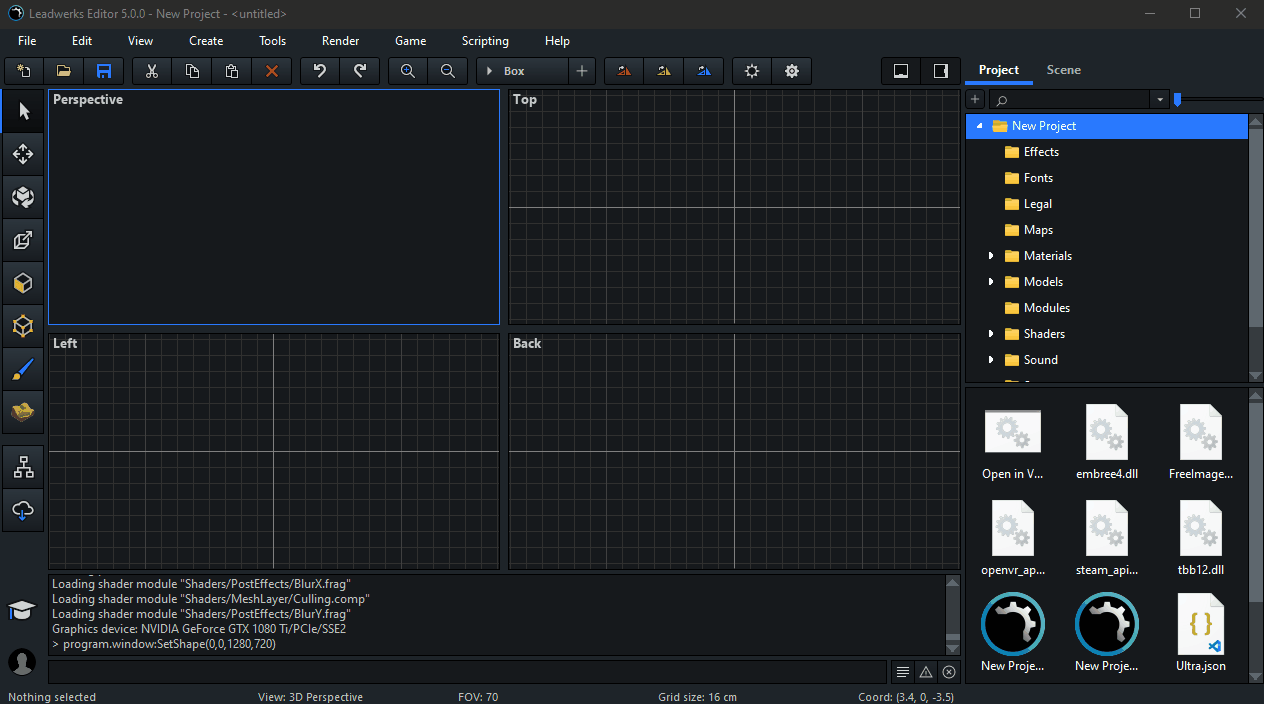 Leadwerks Editor 5.0.0 - New Project - <untitled>
File Edit View Create Tools Render Game Scripting Help
Box
Project Scene
Perspective
Top
Left
Back
New Project
Effects
Fonts
Legal
Maps
Materials
Models
Modules
Shaders
Sound
Open in V... embree4.dll FreeImage...
openvr_ap... steam_api... tbb12.dll
New Proje... New Proje... Ultra.json
Loading shader module "Shaders/PostEffects/BlurX.frag"
Loading shader module "Shaders/MeshLayer/Culling.comp"
Loading shader module "Shaders/PostEffects/BlurY.frag"
Graphics device: NVIDIA GeForce GTX 1080 Ti/PCIe/SSE2
> program.window:SetShape(0,0,1280,720)
Nothing selected View: 3D Perspective FOV: 70 Grid size: 16 cm Coord: (3.4, 0, -3.5)